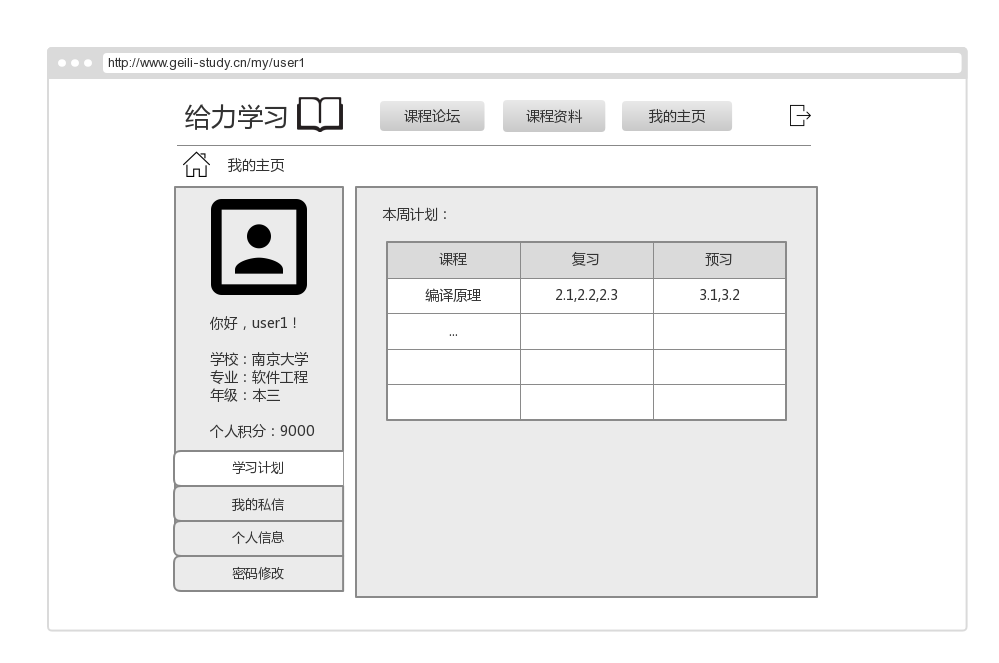 http://www.geili-study.cn/my/user1
给力学习
课程论坛
课程资料
我的主页
我的主页
你好，user1！
学校：南京大学
专业：软件工程
年级：本三
个人积分：9000
学习计划
我的私信
个人信息
密码修改
本周计划：
课程 复习 预习
编译原理 2.1,2.2,2.3 3.1,3.2
...